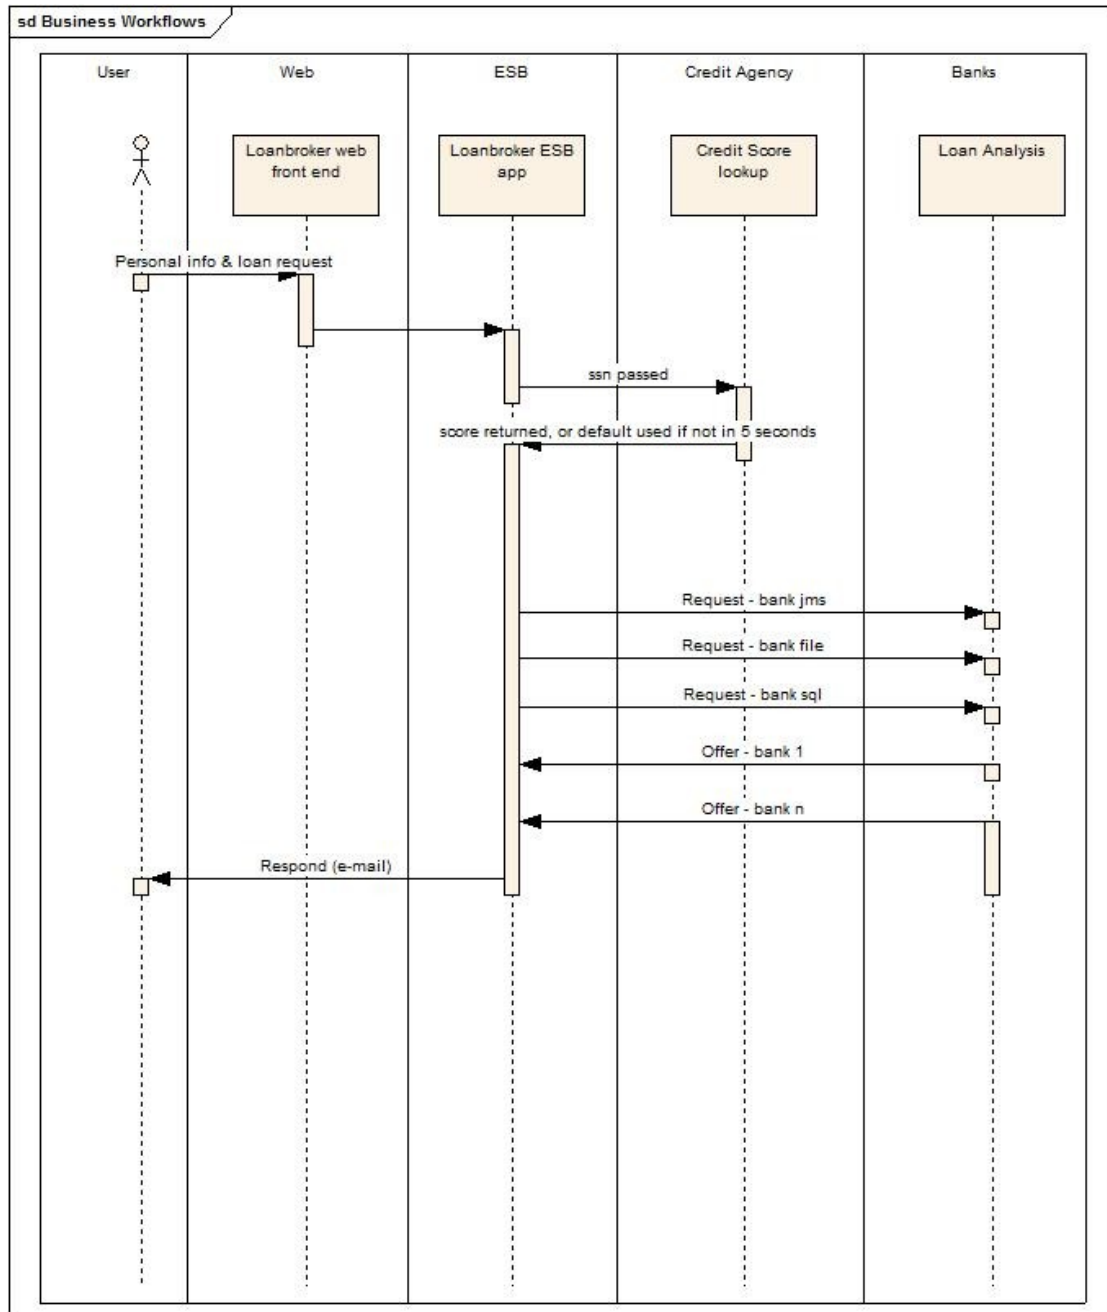 sd Business Workflows
User
Web
ESB
Credit Agency
Banks
Loanbroker web
front end
Loanbroker ESB
app
Credit Score
lookup
Loan Analysis
Personal info & loan request
ssn passed
score returned, or default used if not in 5 seconds
Request - bank jms
Request - bank file
Request - bank sql
Offer - bank 1
Offer - bank n
Respond (e-mail)